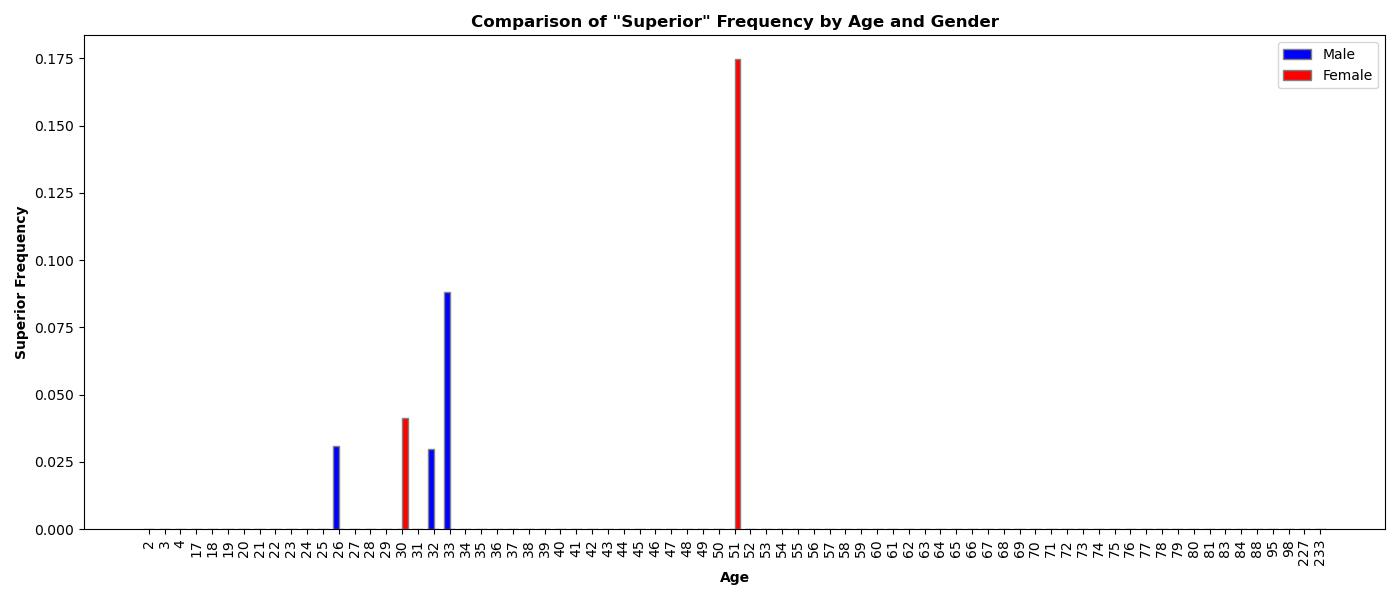 Comparison of "Superior" Frequency by Age and Gender
Male
Female
Superior Frequency
0.175
0.150
0.125
0.100
0.075
0.050
0.025
0.000
2 3 4 17 18 19 20 21 22 23 24 25 26 27 28 29 30 31 32 33 34 35 36 37 38 39 40 41 42 43 44 45 46 47 48 49 50 51 52 53 54 55 56 57 58 59 60 61 62 63 64 65 66 67 68 69 70 71 72 73 74 75 76 77 78 79 80 81 83 84 88 95 98 227 233
Age